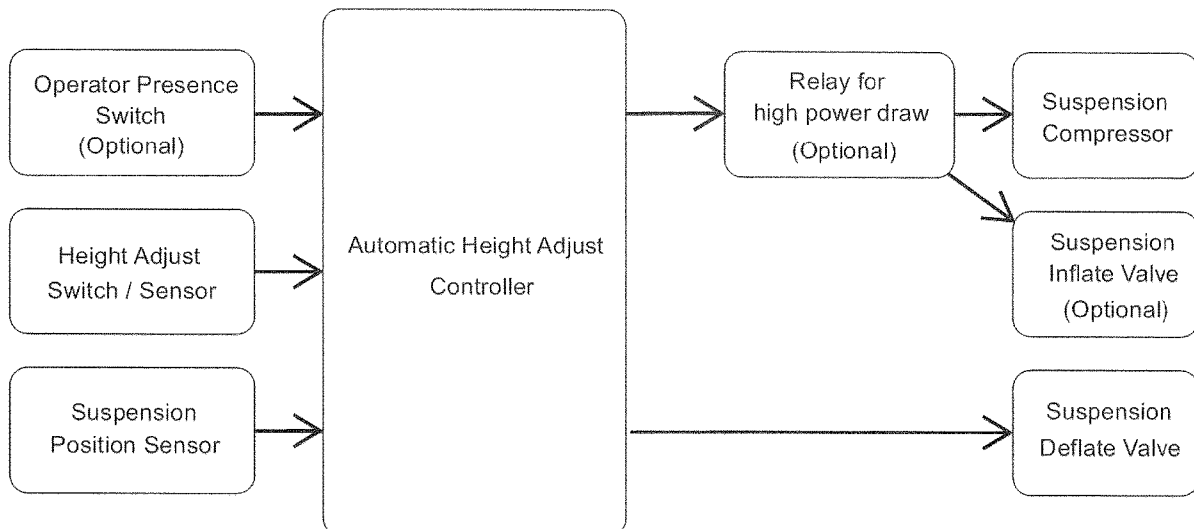 Operator Presence
Switch
(Optional)
Height Adjust
Switch / Sensor
Suspension
Position Sensor
Automatic Height Adjust
Controller
Relay for
high power draw
(Optional)
Suspension
Compressor
Suspension
Inflate Valve
(Optional)
Suspension
Deflate Valve